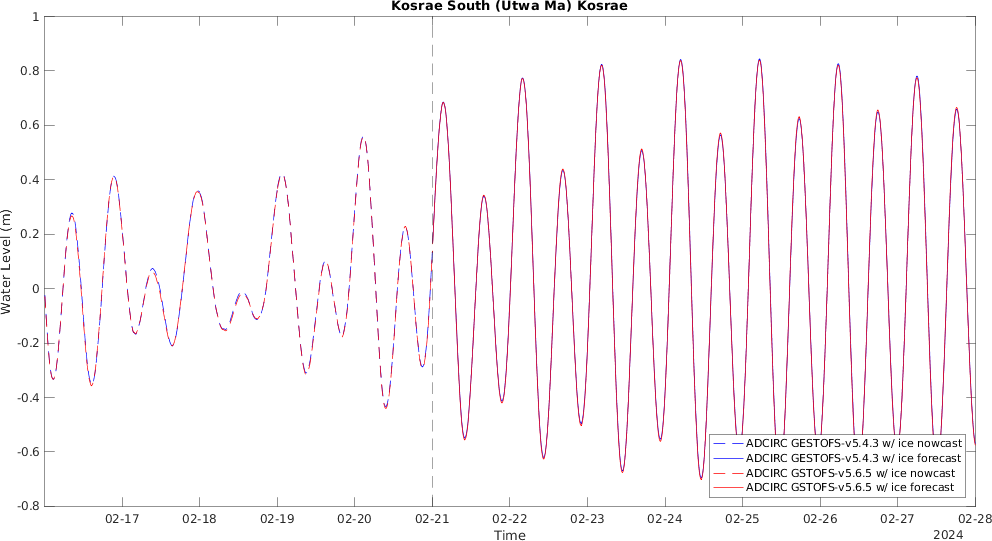 Kosrae South (Utwa Ma) Kosrae
1
0.8
0.6
0.4
0.2
0
-0.2
-0.4
-0.6
-0.8
Water Level (m)
ADCIRC GESTOFS-v5.4.3 w/ ice nowcast
ADCIRC GESTOFS-v5.4.3 w/ ice forecast
ADCIRC GSTOFS-v5.6.5 w/ ice nowcast
ADCIRC GSTOFS-v5.6.5 w/ ice forecast
02-17 02-18 02-19 02-20 02-21 02-22 02-23 02-24 02-25 02-26 02-27 02-28
Time
2024